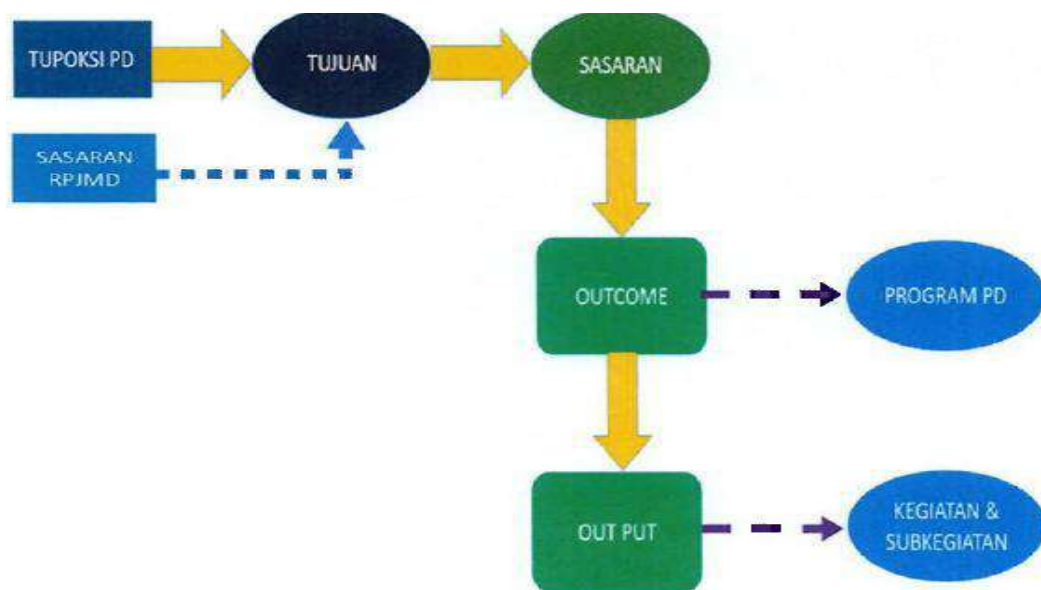 TUPOKSI PD
TUJUAN
SASARAN
SASARAN
RPJMD
OUTCOME
PROGRAM PD
OUT PUT
KEGIATAN &
SUBKEGIATAN